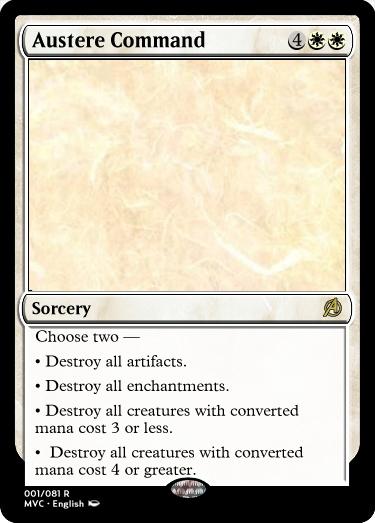 Austere Command 4
Sorcery
Choose two —
• Destroy all artifacts.
• Destroy all enchantments.
• Destroy all creatures with converted
mana cost 3 or less.
•  Destroy all creatures with converted
mana cost 4 or greater.
001/081 R
MVC • English